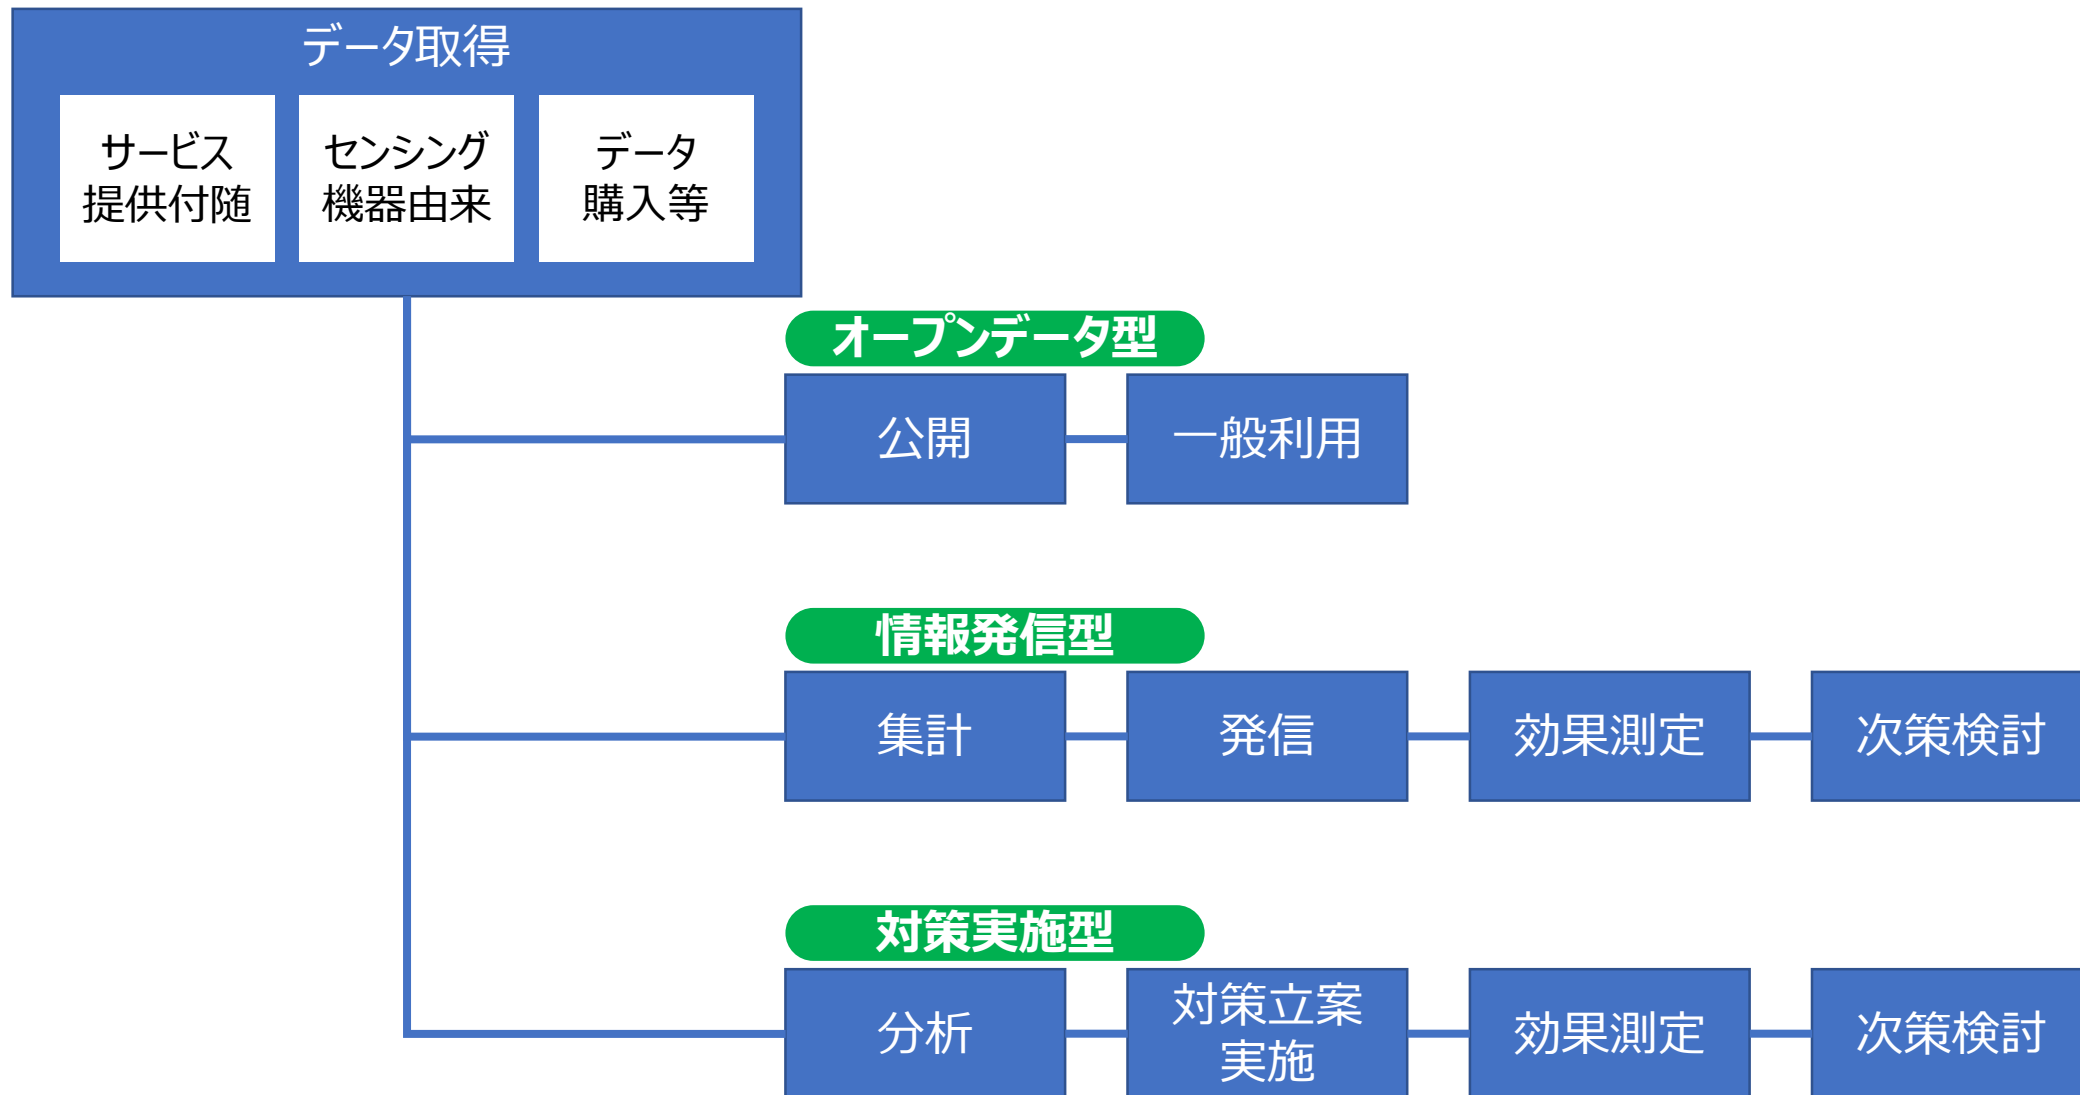 データ取得
サービス
提供付随
センシング
機器由来
データ
購入等
オープンデータ型
公開
一般利用
情報発信型
集計
発信
効果測定
次策検討
対策実施型
分析
対策立案
実施
効果測定
次策検討